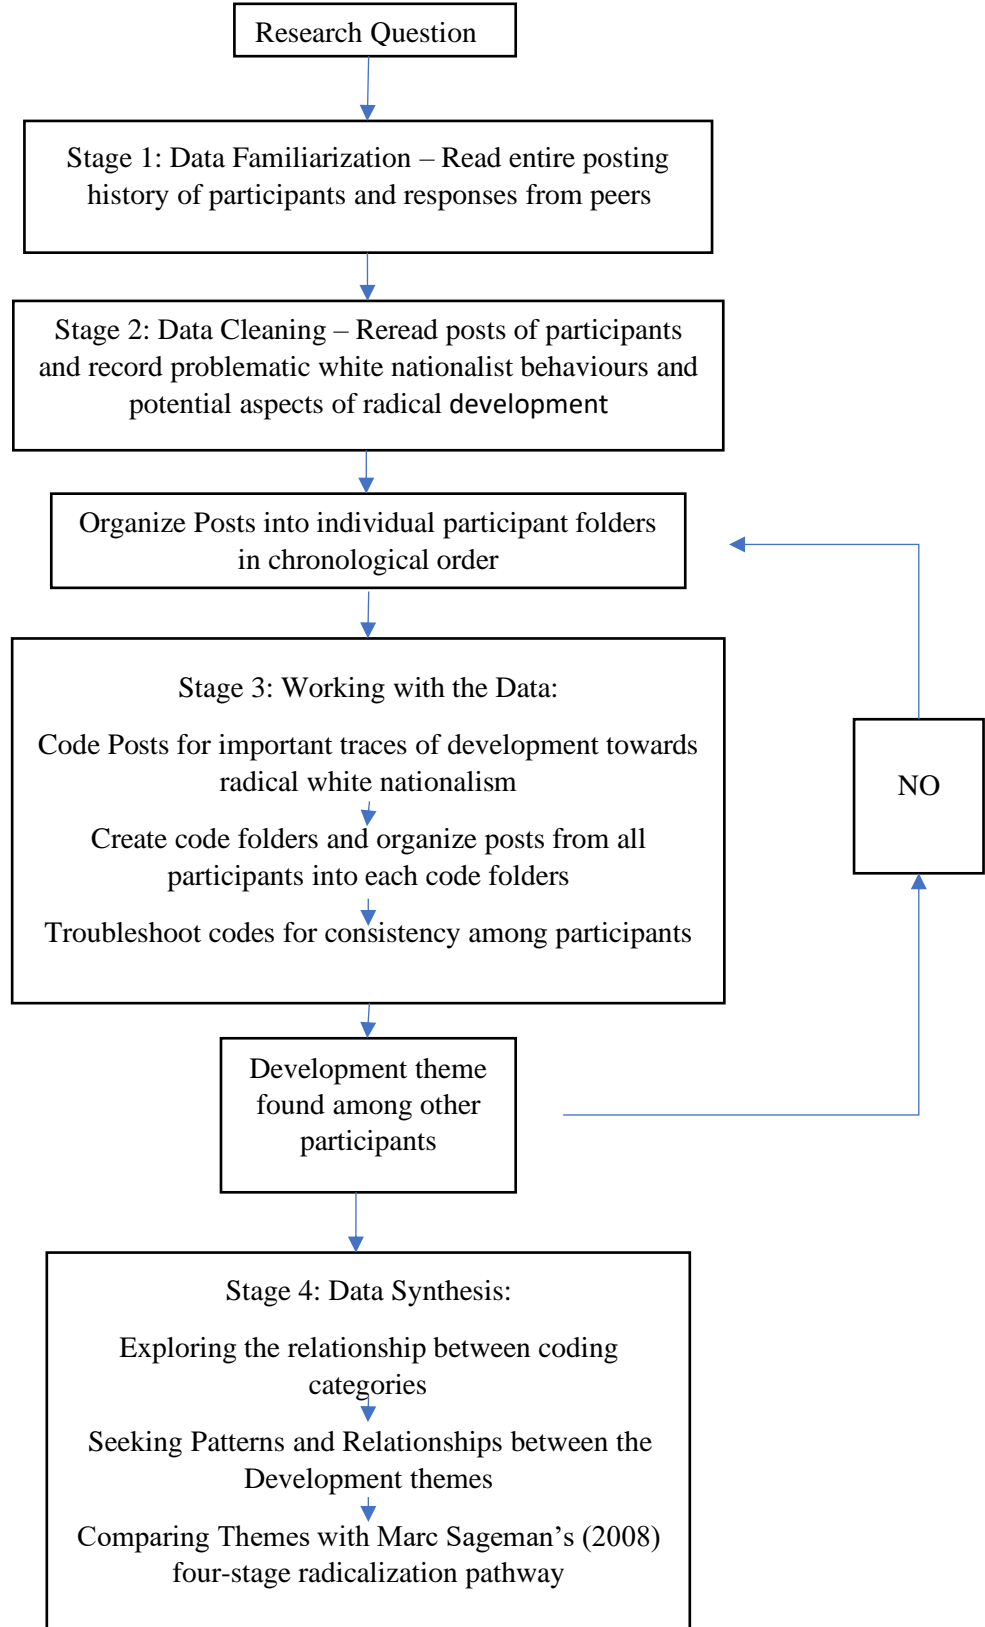 Research Question
Stage 1: Data Familiarization – Read entire posting
history of participants and responses from peers
Stage 2: Data Cleaning – Reread posts of participants
and record problematic white nationalist behaviours and
potential aspects of radical development
Organize Posts into individual participant folders
in chronological order
Stage 3: Working with the Data:
Code Posts for important traces of development towards
radical white nationalism
Create code folders and organize posts from all
participants into each code folders
Troubleshoot codes for consistency among participants
NO
Development theme
found among other
participants
Stage 4: Data Synthesis:
Exploring the relationship between coding
categories
Seeking Patterns and Relationships between the
Development themes
Comparing Themes with Marc Sageman’s (2008)
four-stage radicalization pathway